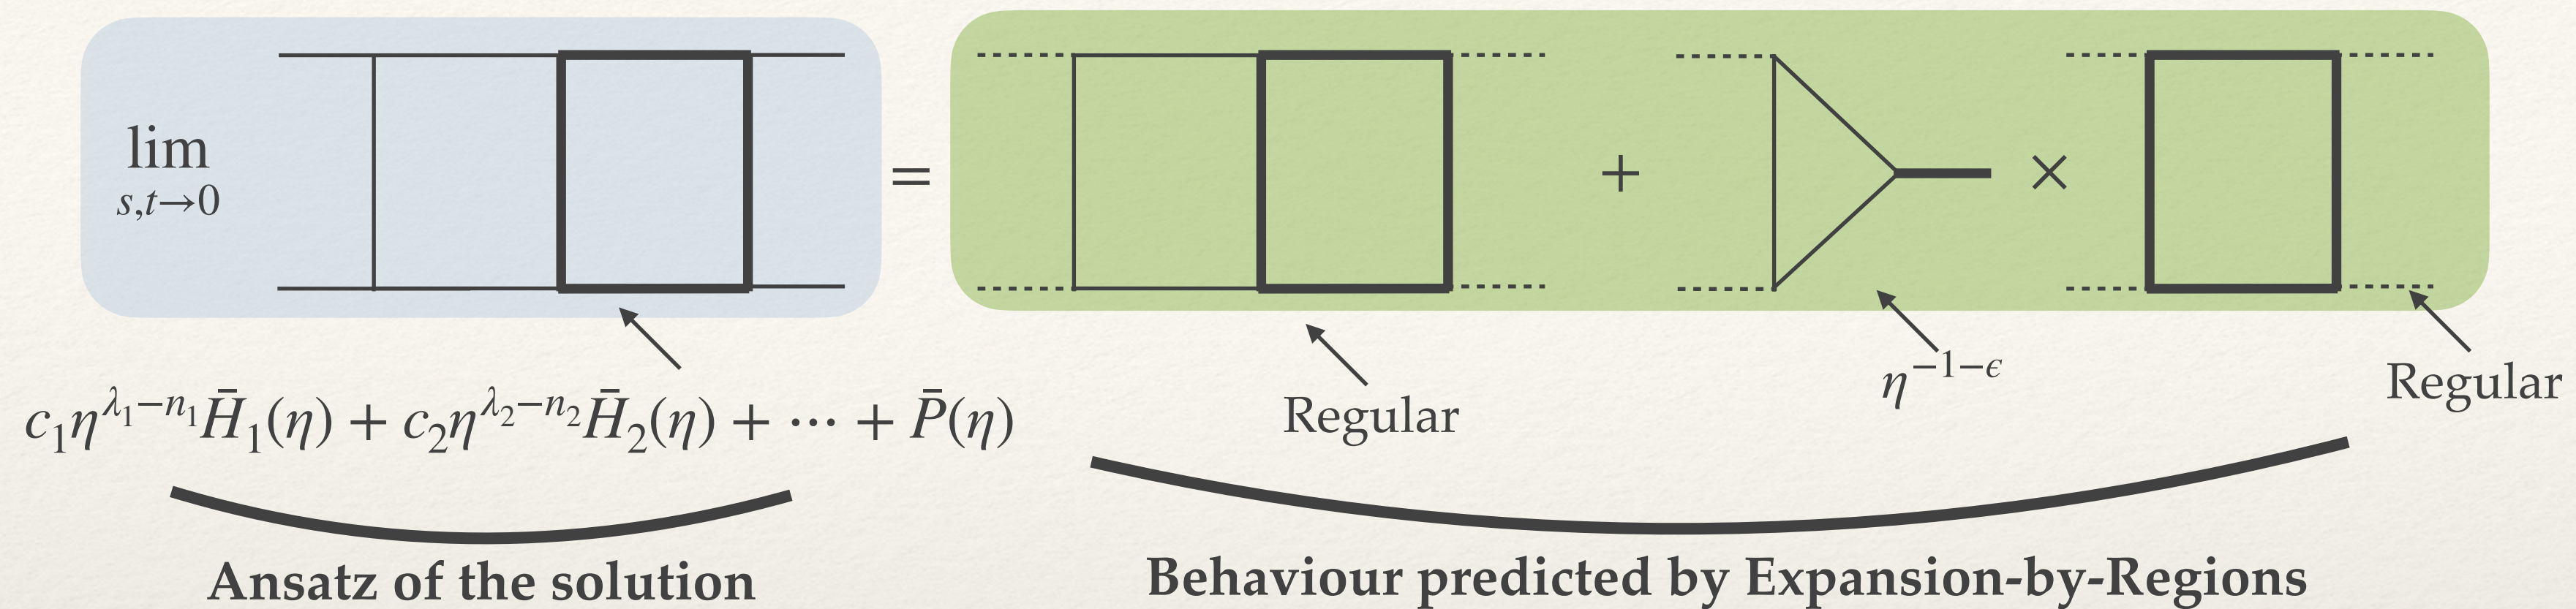 lim
s,t→0
=
+
×
η^{−1−ϵ}
Regular
Regular
c₁η^{λ₁−n₁}H̄₁(η) + c₂η^{λ₂−n₂}H̄₂(η) + ⋯ + P̄(η)
Ansatz of the solution
Behaviour predicted by Expansion-by-Regions